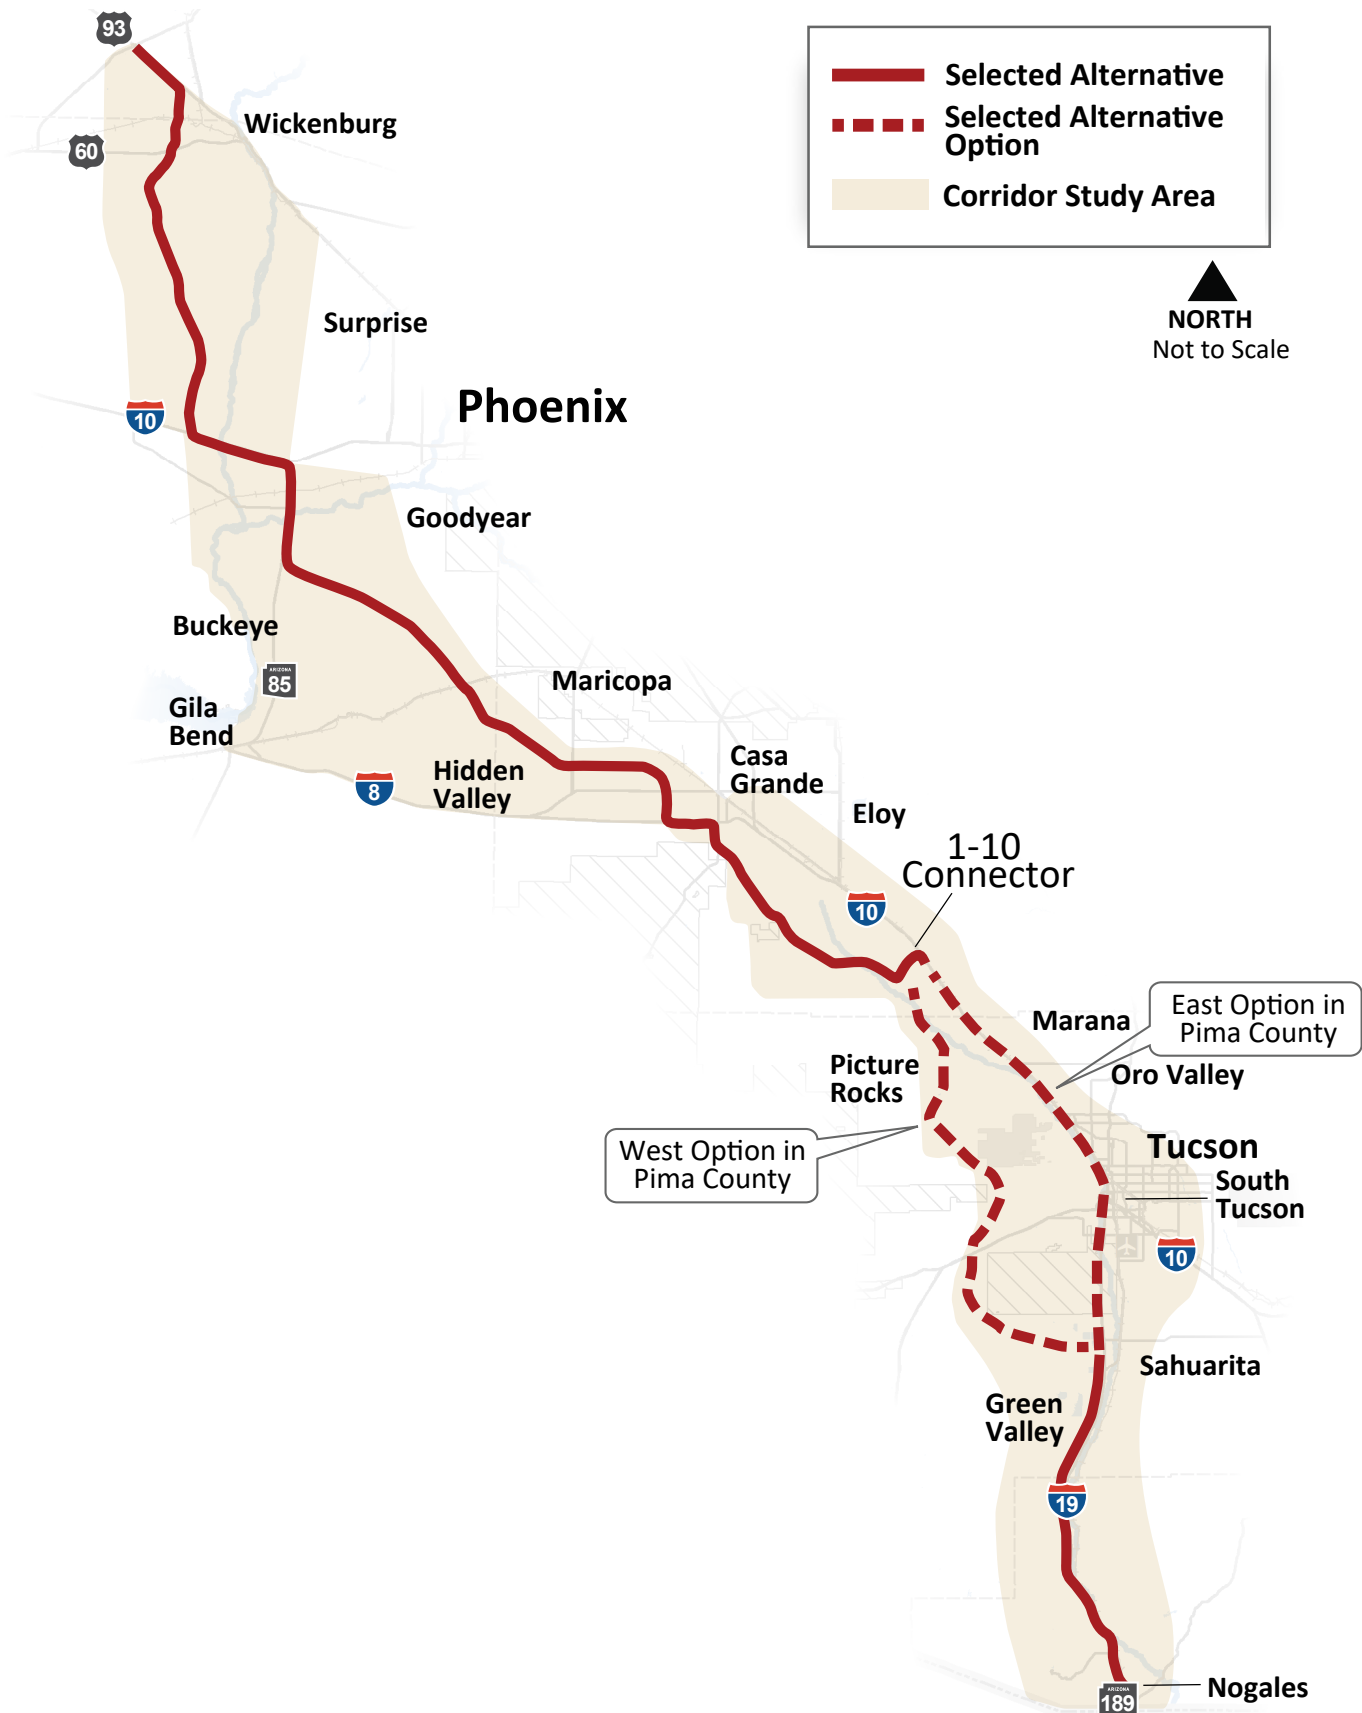 93
Selected Alternative
Selected Alternative
Option
Corridor Study Area
Wickenburg
60
NORTH
Not to Scale
Surprise
Phoenix
10
Goodyear
Buckeye
ARIZONA
85
Maricopa
Gila
Bend
Casa
Grande
Hidden
Valley
8
Eloy
1-10
Connector
10
East Option in
Pima County
Marana
Picture
Rocks
Oro Valley
West Option in
Pima County
Tucson
South
Tucson
10
Sahuarita
Green
Valley
19
Nogales
ARIZONA
189